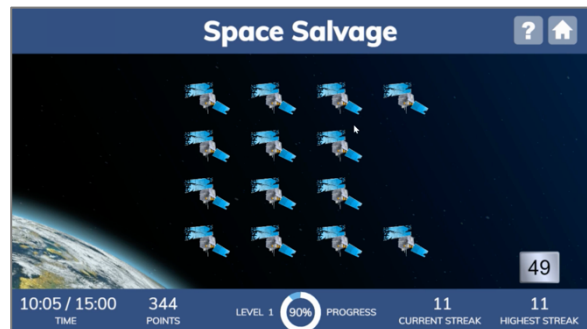 Space Salvage
?
49
10:05 / 15:00
TIME
344
POINTS
LEVEL 1
90%
PROGRESS
11
CURRENT STREAK
11
HIGHEST STREAK